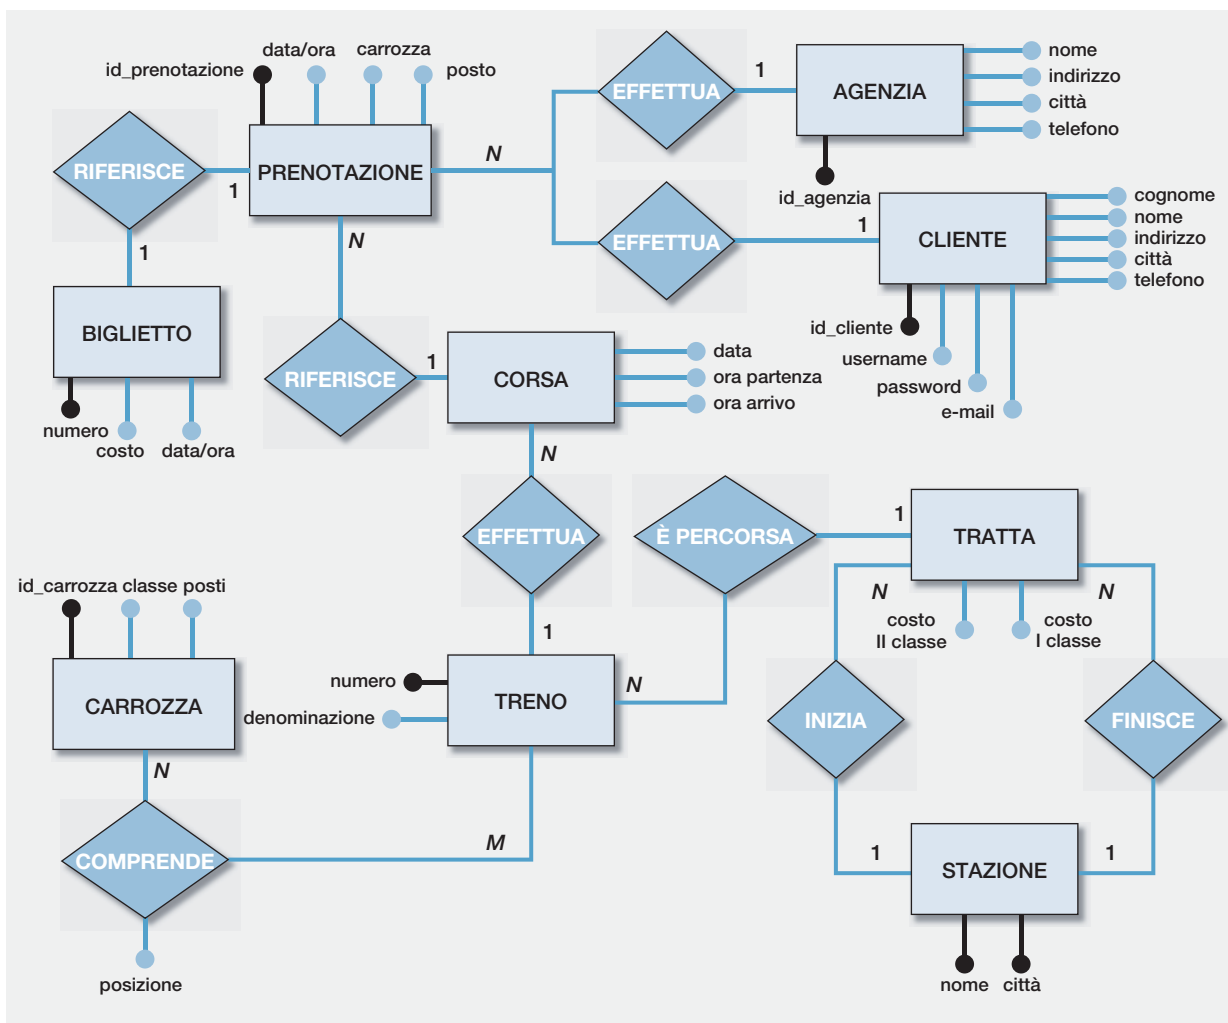 data/ora
carrozza
id_prenotazione
posto
EFFETTUA
1
AGENZIA
nome
indirizzo
città
telefono
RIFERISCE
1
PRENOTAZIONE
N
id_agenzia
N
EFFETTUA
1
CLIENTE
cognome
nome
indirizzo
città
telefono
1
BIGLIETTO
id_cliente
username
password
e-mail
RIFERISCE
1
CORSA
data
ora partenza
ora arrivo
numero
costo
data/ora
N
EFFETTUA
È PERCORSA
1
TRATTA
N
N
costo
II classe
costo
I classe
id_carrozza classe posti
1
CARROZZA
numero
denominazione
TRENO
N
INIZIA
FINISCE
N
COMPRENDE
M
1
STAZIONE
1
posizione
nome
città